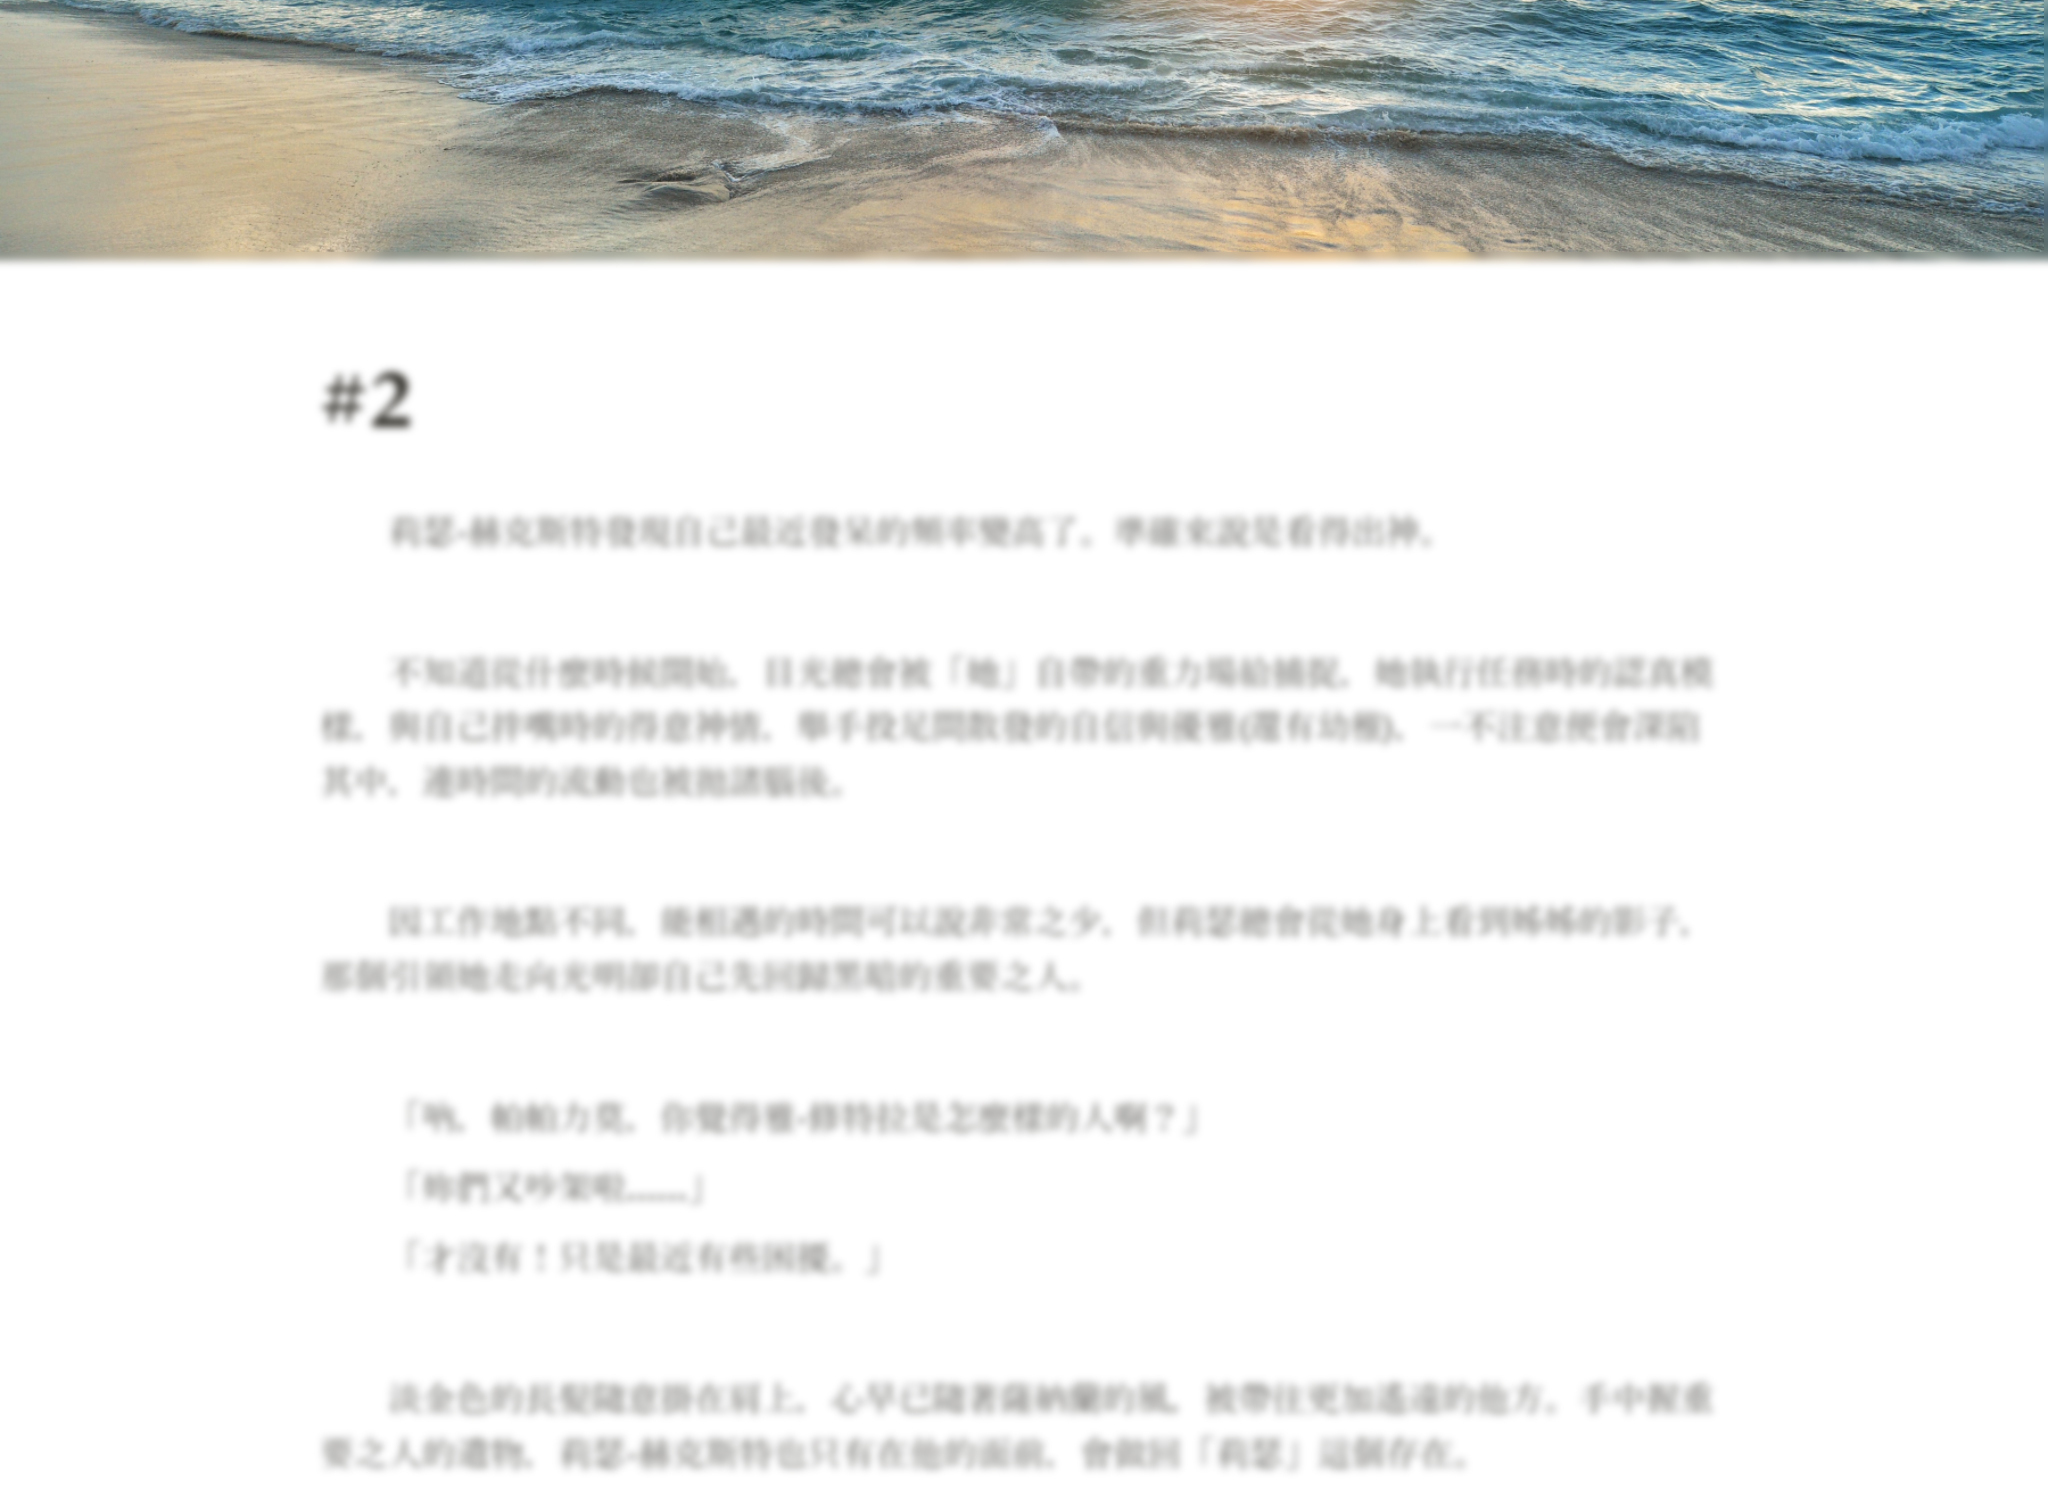 #2
莉瑟-赫克斯特發現自己最近發呆的頻率變高了。準確來說是看得出神。
不知道從什麼時候開始，目光總會被「她」自帶的重力場給捕捉，她執行任務時的認真模
樣，與自己拌嘴時的得意神情，舉手投足間散發的自信與優雅(還有幼稚)，一不注意便會深陷
其中，連時間的流動也被拋諸腦後。
因工作地點不同，能相遇的時間可以說非常之少，但莉瑟總會從她身上看到姊姊的影子，
那個引領她走向光明卻自己先回歸黑暗的重要之人。
「吶，帕帕力莫，你覺得雅-修特拉是怎麼樣的人啊？」
「妳們又吵架啦……」
「才沒有！只是最近有些困擾。」
淡金色的長髮隨意掛在肩上，心早已隨著薩納蘭的風，被帶往更加遙遠的他方，手中握重
要之人的遺物，莉瑟-赫克斯特也只有在他的面前，會做回「莉瑟」這個存在。